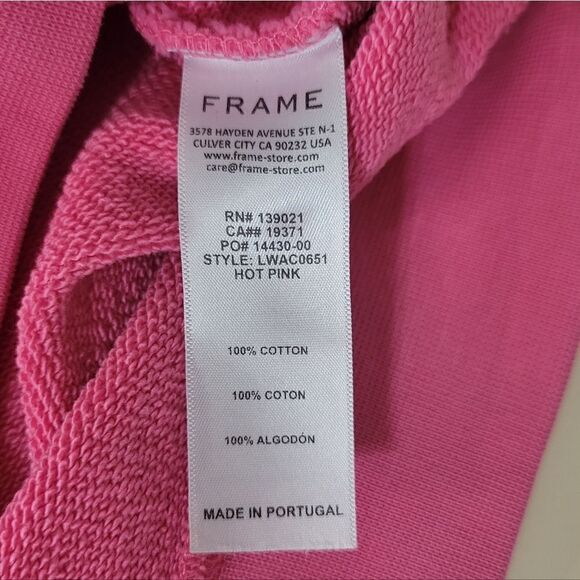 FRAME
3578 HAYDEN AVENUE STE N-1
CULVER CITY CA 90232 USA
www.frame-store.com
care@frame-store.com
RN# 139021
CA## 19371
PO# 14430-00
STYLE: LWAC0651
HOT PINK
100% COTTON
100% COTON
100% ALGODÓN
MADE IN PORTUGAL